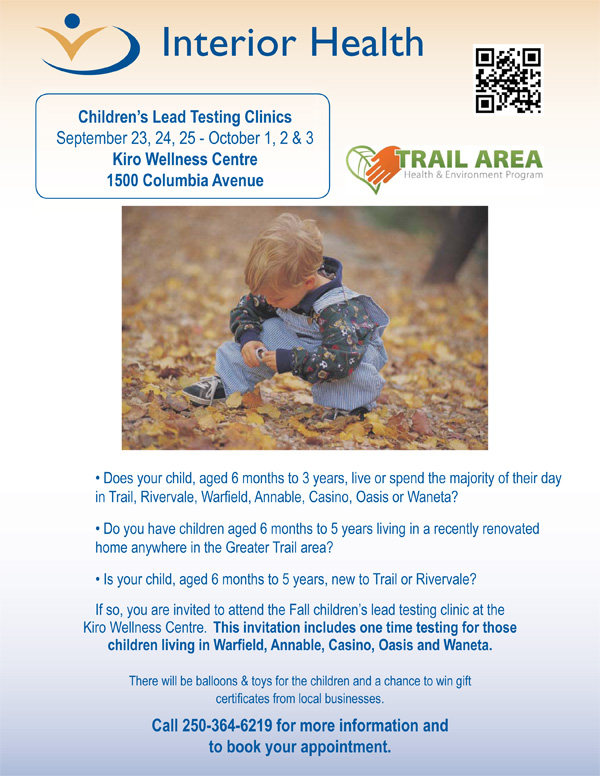 Interior Health
Children's Lead Testing Clinics
September 23, 24, 25 - October 1, 2 & 3
Kiro Wellness Centre
1500 Columbia Avenue
TRAIL AREA
Health & Environment Program
• Does your child, aged 6 months to 3 years, live or spend the majority of their day
in Trail, Rivervale, Warfield, Annable, Casino, Oasis or Waneta?
• Do you have children aged 6 months to 5 years living in a recently renovated
home anywhere in the Greater Trail area?
• Is your child, aged 6 months to 5 years, new to Trail or Rivervale?
If so, you are invited to attend the Fall children's lead testing clinic at the
Kiro Wellness Centre. This invitation includes one time testing for those
children living in Warfield, Annable, Casino, Oasis and Waneta.
There will be balloons & toys for the children and a chance to win gift
certificates from local businesses.
Call 250-364-6219 for more information and
to book your appointment.